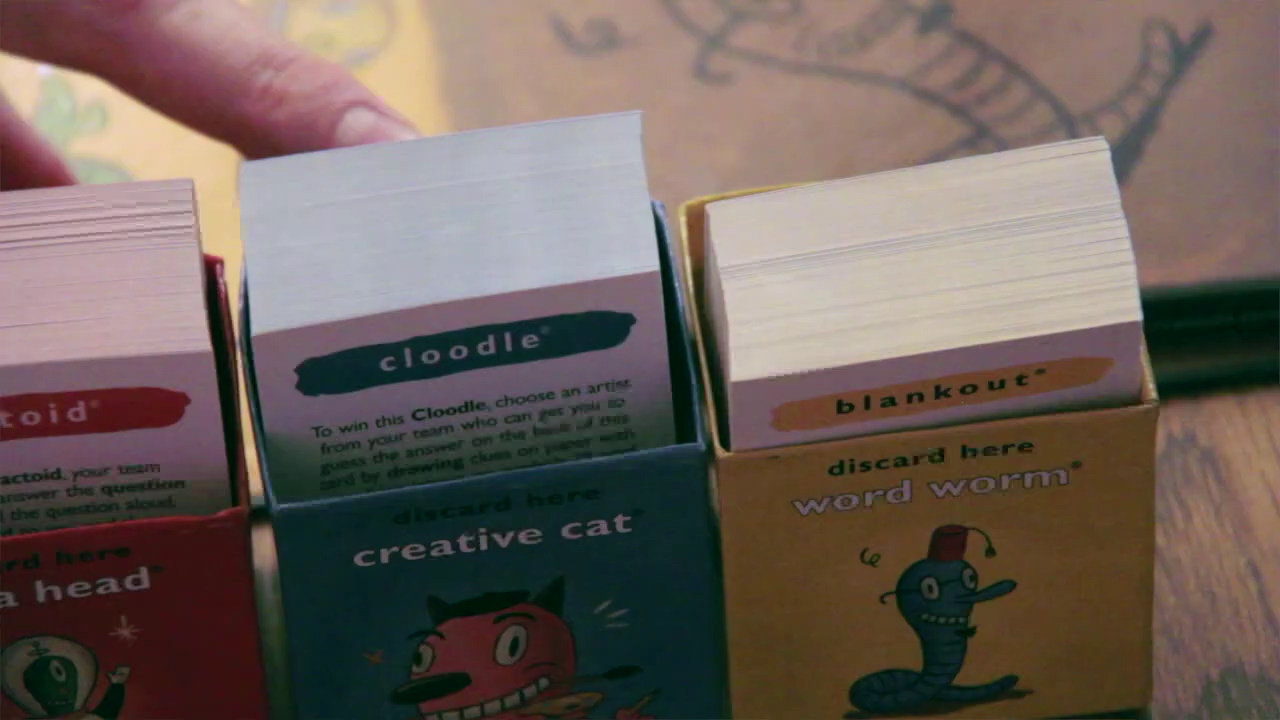 toid®
actoid, your team
answer the question
the question aloud,
rd here
a head®
cloodle®
To win this Cloodle, choose an artist
from your team who can get you to
guess the answer on the back of this
card by drawing clues on paper with
discard here
creative cat®
blankout®
discard here
word worm®